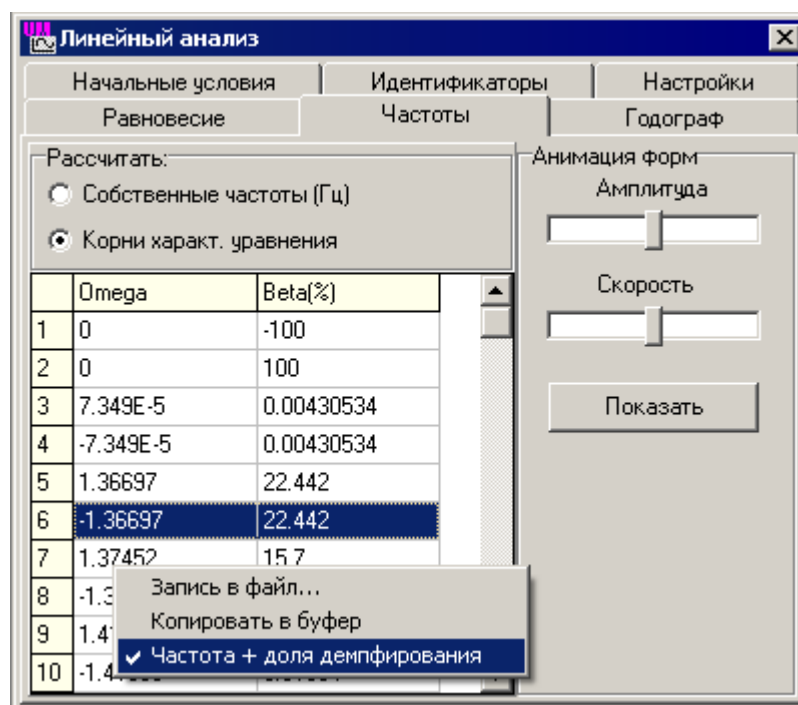 Линейный анализ
Начальные условия Идентификаторы Настройки
Равновесие Частоты Годограф
Рассчитать:
Собственные частоты (Гц)
Корни характ. уравнения
Omega Beta(%)
1 0 -100
2 0 100
3 7.349E-5 0.00430534
4 -7.349E-5 0.00430534
5 1.36697 22.442
6 -1.36697 22.442
7 1.37452 15.7
8
9
10
Запись в файл...
Копировать в буфер
Частота + доля демпфирования
Анимация форм
Амплитуда
Скорость
Показать